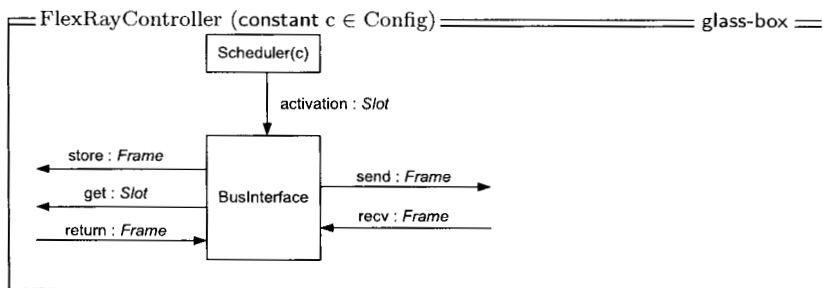 FlexRayController (constant c ∈ Config) glass-box
Scheduler(c)
activation : Slot
store : Frame
send : Frame
get : Slot
BusInterface
recv : Frame
return : Frame